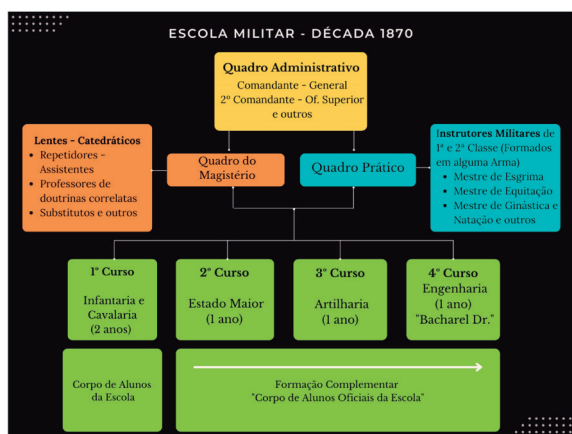 ESCOLA MILITAR - DÉCADA 1870
Quadro Administrativo
Comandante - General
2º Comandante - Of. Superior
e outros
Lentes - Catedráticos
• Repetidores -
Assistentes
• Professores de
doutrinas correlatas
• Substitutos e outros
Quadro do
Magistério
Quadro Prático
Instrutores Militares de
1ª e 2ª Classe (Formados
em alguma Arma)
• Mestre de Esgrima
• Mestre de Equitação
• Mestre de Ginástica e
Natação e outros
1º Curso
Infantaria e
Cavalaria
(2 anos)
2º Curso
Estado Maior
(1 ano)
3º Curso
Artilharia
(1 ano)
4º Curso
Engenharia
(1 ano)
"Bacharel Dr."
Corpo de Alunos
da Escola
Formação Complementar
"Corpo de Alunos Oficiais da Escola"